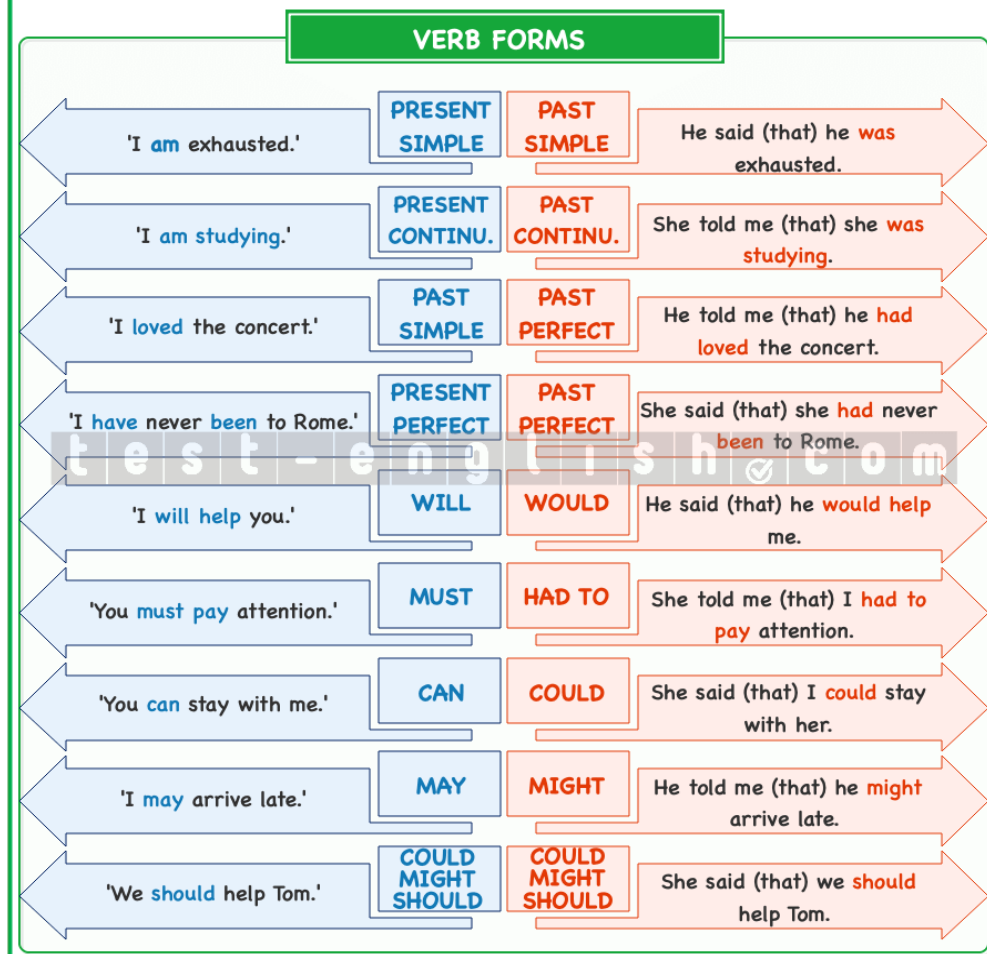 VERB FORMS
'I am exhausted.'
PRESENT
SIMPLE
PAST
SIMPLE
He said (that) he was
exhausted.
'I am studying.'
PRESENT
CONTINU.
PAST
CONTINU.
She told me (that) she was
studying.
'I loved the concert.'
PAST
SIMPLE
PAST
PERFECT
He told me (that) he had
loved the concert.
'I have never been to Rome.'
PRESENT
PERFECT
PAST
PERFECT
She said (that) she had never
been to Rome.
test-english.com
'I will help you.'
WILL
WOULD
He said (that) he would help
me.
'You must pay attention.'
MUST
HAD TO
She told me (that) I had to
pay attention.
'You can stay with me.'
CAN
COULD
She said (that) I could stay
with her.
'I may arrive late.'
MAY
MIGHT
He told me (that) he might
arrive late.
'We should help Tom.'
COULD
MIGHT
SHOULD
COULD
MIGHT
SHOULD
She said (that) we should
help Tom.